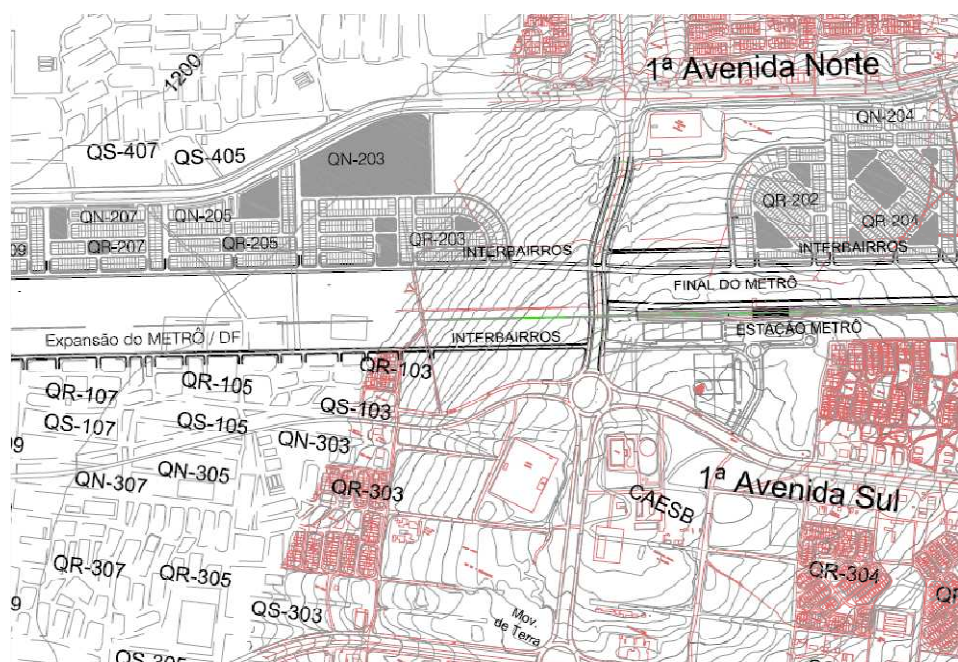 1200
1ª Avenida Norte
QS-407
QS-405
QN-203
QN-204
QR-202
QN-207
QN-205
QR-204
09
QR-207
QR-205
QR-203
INTERBAIRROS
INTERBAIRROS
FINAL DO METRÔ
Expansão do METRÔ / DF
INTERBAIRROS
ESTAÇÃO METRÔ
QR-103
QR-107
QR-105
QS-103
QS-107
QS-105
QN-303
QN-305
QN-307
QR-303
1ª Avenida Sul
CAESB
QR-307
QR-305
QR-304
QS-303
Mov.
de Terra
QS-305